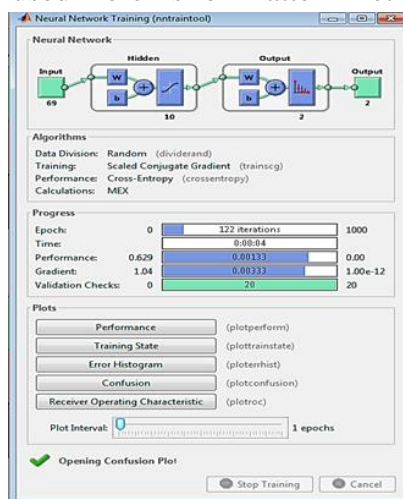 Neural Network Training (nntraintool)
Neural Network
Hidden Output
Input Output
W W
b b
69 10 2 2
Algorithms
Data Division: Random (dividerand)
Training: Scaled Conjugate Gradient (trainscg)
Performance: Cross-Entropy (crossentropy)
Calculations: MEX
Progress
Epoch: 0 122 iterations 1000
Time: 0:00:04
Performance: 0.629 0.00133 0.00
Gradient: 1.04 0.00333 1.00e-12
Validation Checks: 0 20 20
Plots
Performance (plotperform)
Training State (plottrainstate)
Error Histogram (ploterrhist)
Confusion (plotconfusion)
Receiver Operating Characteristic (plotroc)
Plot Interval: 1 epochs
Opening Confusion Plot
Stop Training Cancel